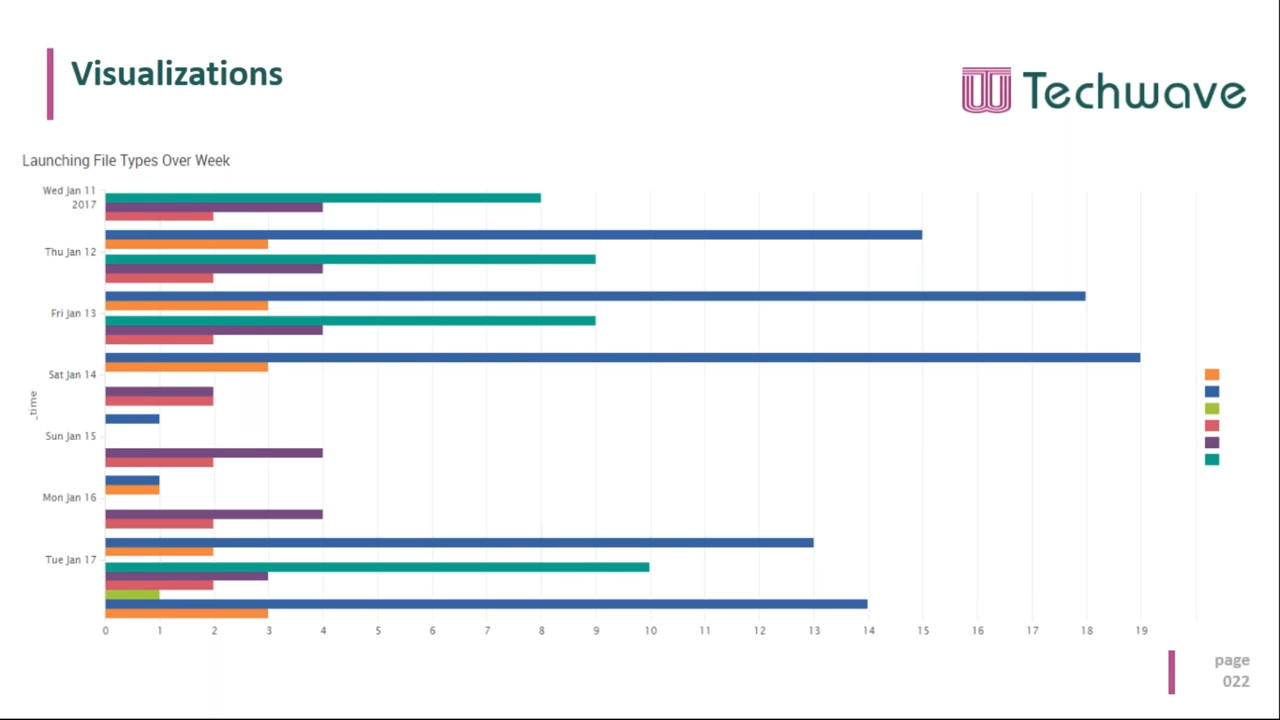 Visualizations
Techwave
Launching File Types Over Week
Wed Jan 11
2017
Thu Jan 12
Fri Jan 13
Sat Jan 14
_time
Sun Jan 15
Mon Jan 16
Tue Jan 17
0 1 2 3 4 5 6 7 8 9 10 11 12 13 14 15 16 17 18 19
page
022